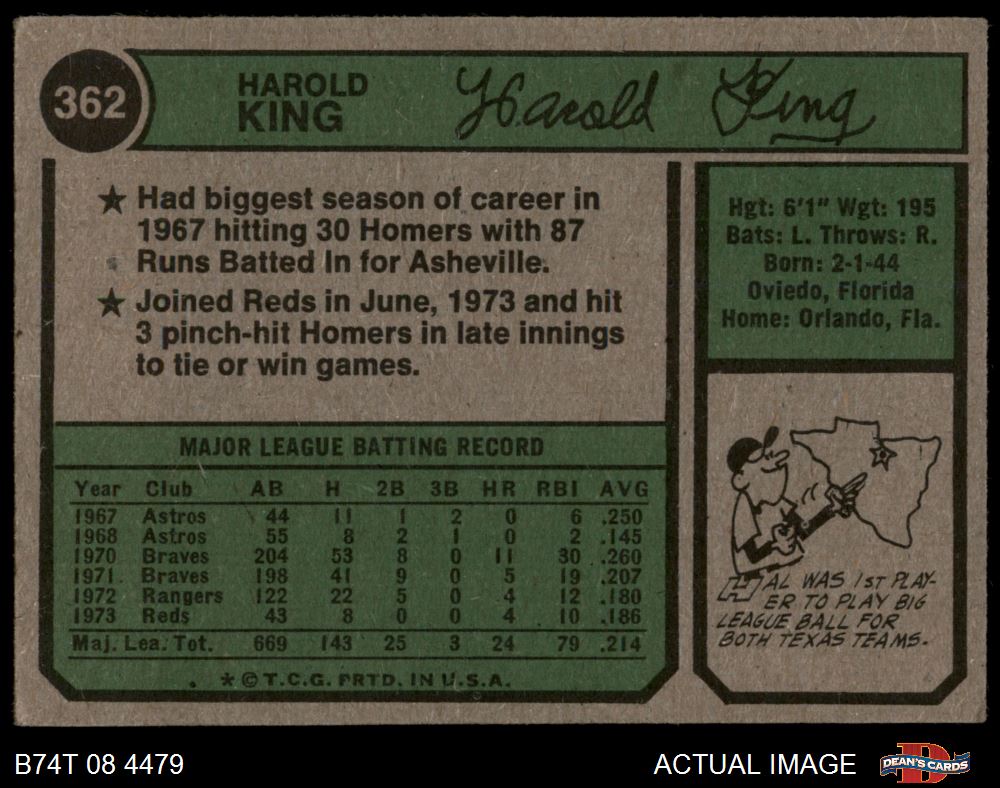 362
HAROLD
KING
Harold King
★ Had biggest season of career in
1967 hitting 30 Homers with 87
Runs Batted In for Asheville.
★ Joined Reds in June, 1973 and hit
3 pinch-hit Homers in late innings
to tie or win games.
MAJOR LEAGUE BATTING RECORD
Year Club AB H 2B 3B HR RBI AVG
1967 Astros 44 11 1 2 0 6 .250
1968 Astros 55 8 2 1 0 2 .145
1970 Braves 204 53 8 0 11 30 .260
1971 Braves 198 41 9 0 5 19 .207
1972 Rangers 122 22 5 0 4 12 .180
1973 Reds 43 8 0 0 4 10 .186
Maj. Lea. Tot. 669 143 25 3 24 79 .214
* © T.C.G. PRTD. IN U.S.A.
Hgt: 6'1" Wgt: 195
Bats: L. Throws: R.
Born: 2-1-44
Oviedo, Florida
Home: Orlando, Fla.
HAL WAS 1ST PLAY-
ER TO PLAY BIG
LEAGUE BALL FOR
BOTH TEXAS TEAMS.
B74T 08 4479
ACTUAL IMAGE
DEAN'S CARDS